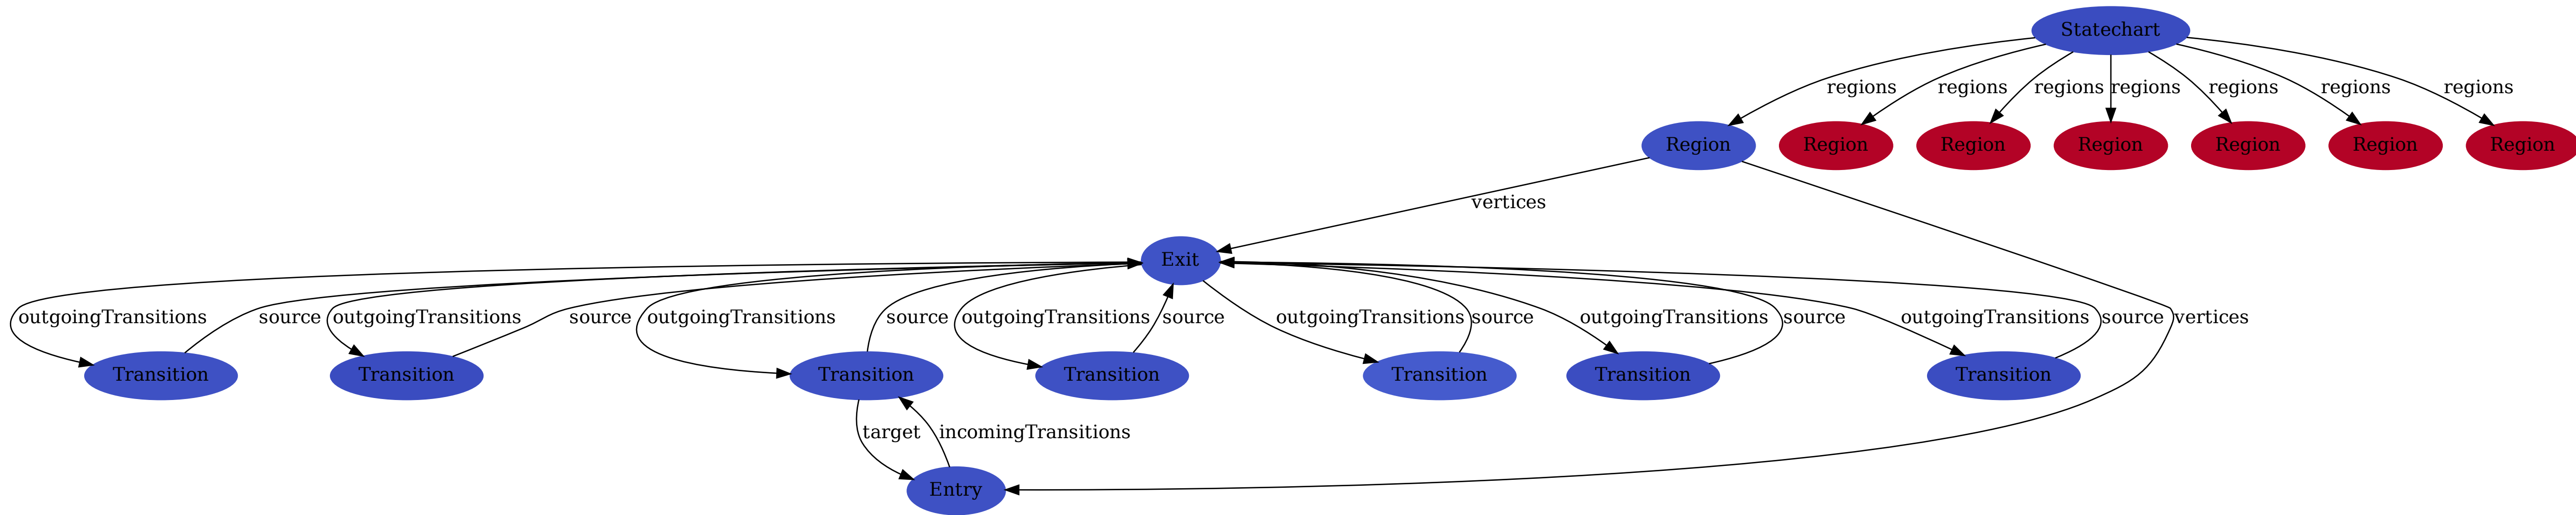 Statechart
regions regions regions regions regions regions regions
Region Region Region Region Region Region Region
vertices
Exit
outgoingTransitions source outgoingTransitions source outgoingTransitions source outgoingTransitions source outgoingTransitions source outgoingTransitions source outgoingTransitions source vertices
Transition Transition Transition Transition Transition Transition Transition
target incomingTransitions
Entry